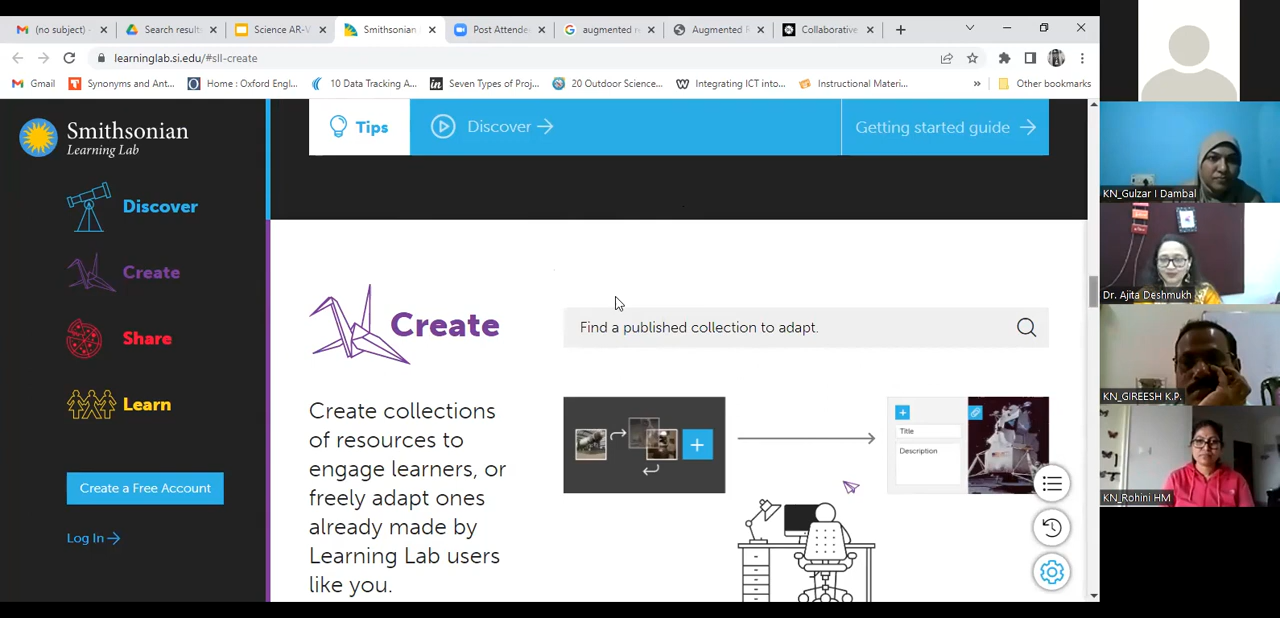 (no subject) -
Search results
Science AR-V
Smithsonian
Post Attende
augmented r
Augmented R
Collaborative
learninglab.si.edu/#sll-create
Gmail
Synonyms and Ant...
Home : Oxford Engl...
10 Data Tracking A...
Seven Types of Proj...
20 Outdoor Science...
Integrating ICT into...
Instructional Materi...
»
Other bookmarks
Smithsonian
Learning Lab
Discover
Create
Share
Learn
Create a Free Account
Log In
Tips
Discover
Getting started guide
Create
Find a published collection to adapt.
Create collections
of resources to
engage learners, or
freely adapt ones
already made by
Learning Lab users
like you.
Title
Description
KN_Gulzar I Dambal
Dr. Ajita Deshmukh
KN_GIREESH K.P.
KN_Rohini HM